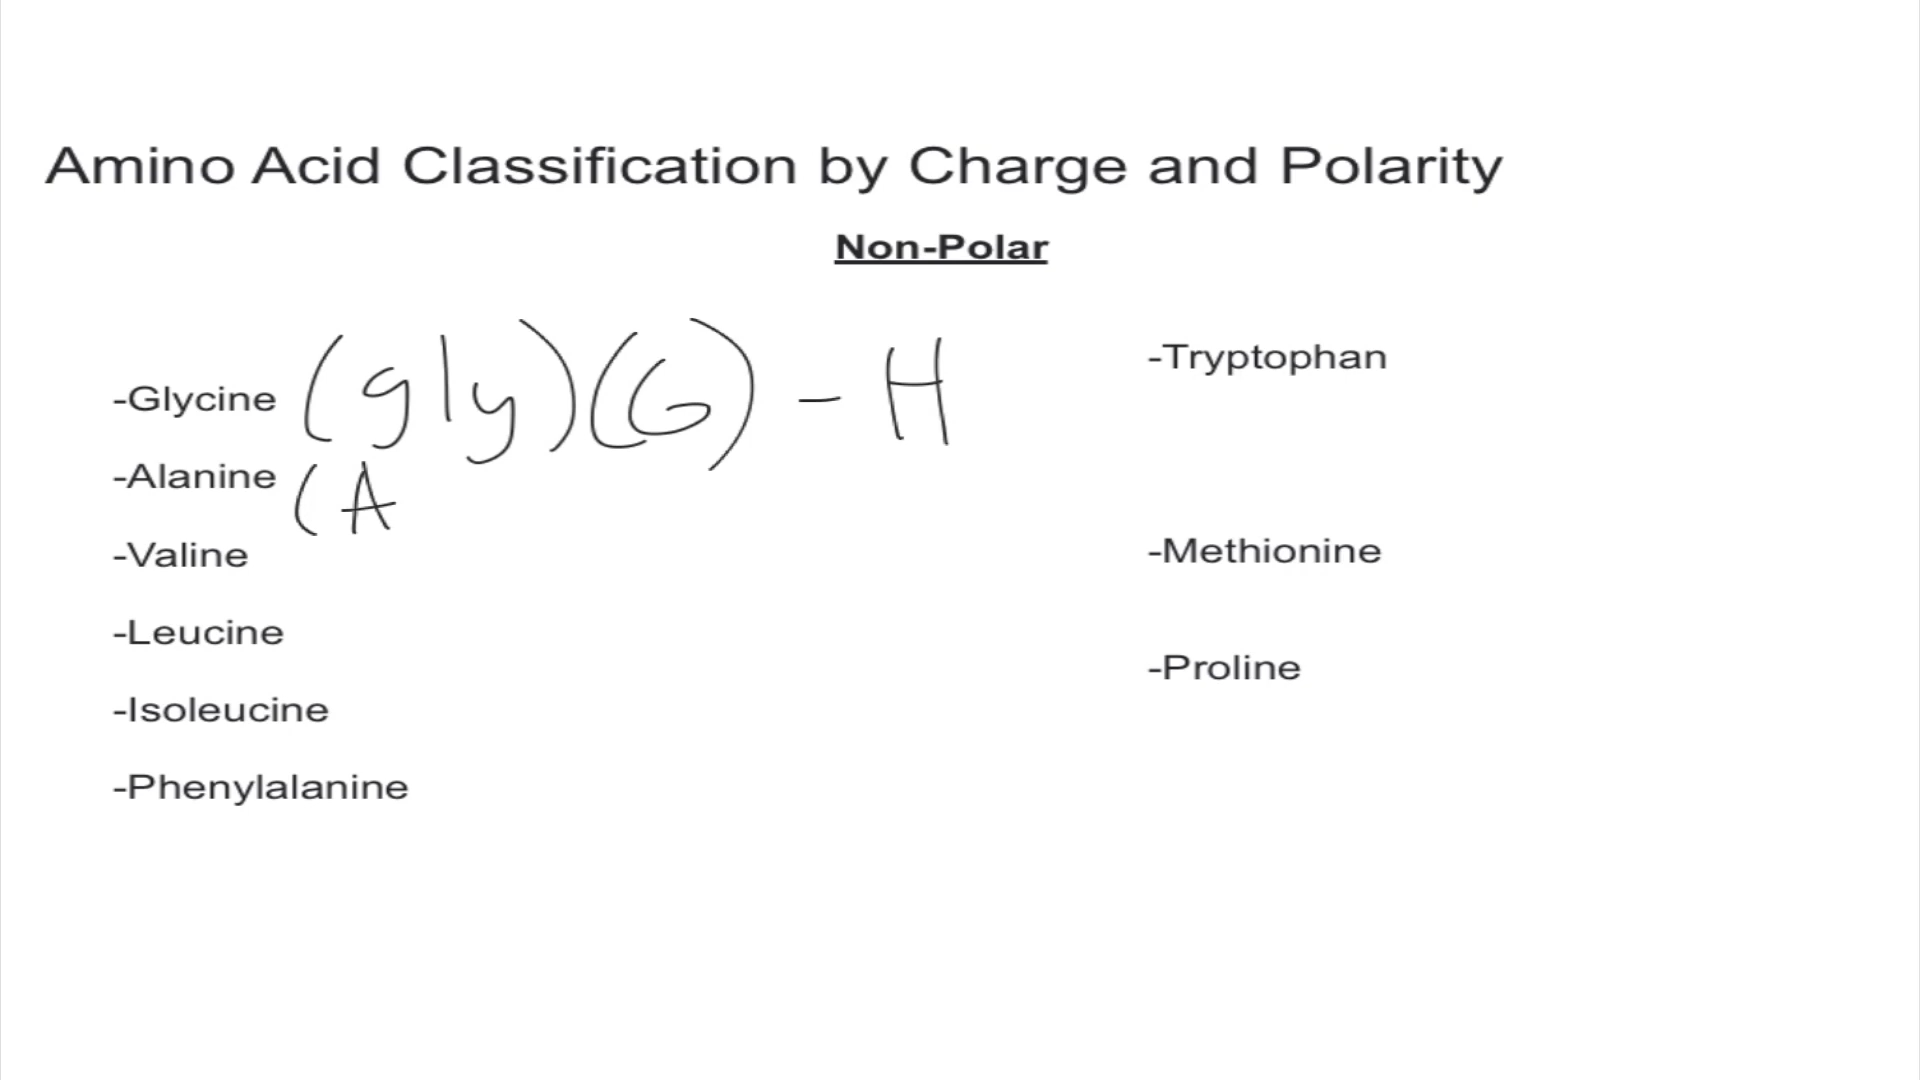 Amino Acid Classification by Charge and Polarity
Non-Polar
-Glycine (gly)(G) - H
-Alanine (A
-Valine
-Leucine
-Isoleucine
-Phenylalanine
-Tryptophan
-Methionine
-Proline